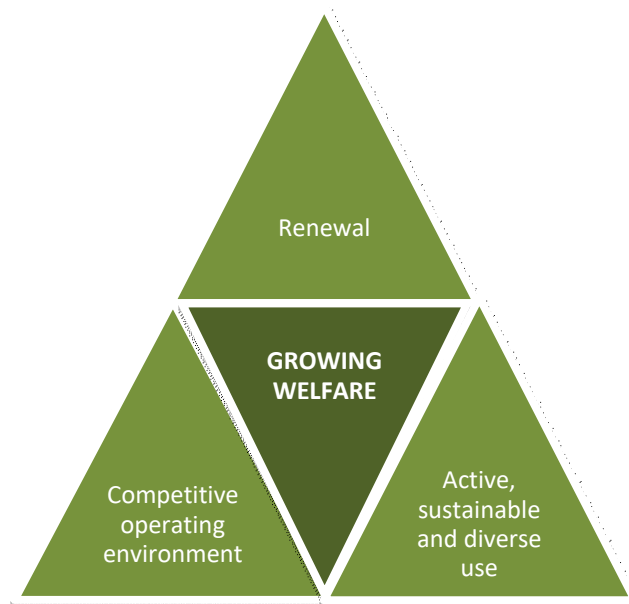 Renewal
GROWING
WELFARE
Competitive
operating
environment
Active,
sustainable
and diverse
use